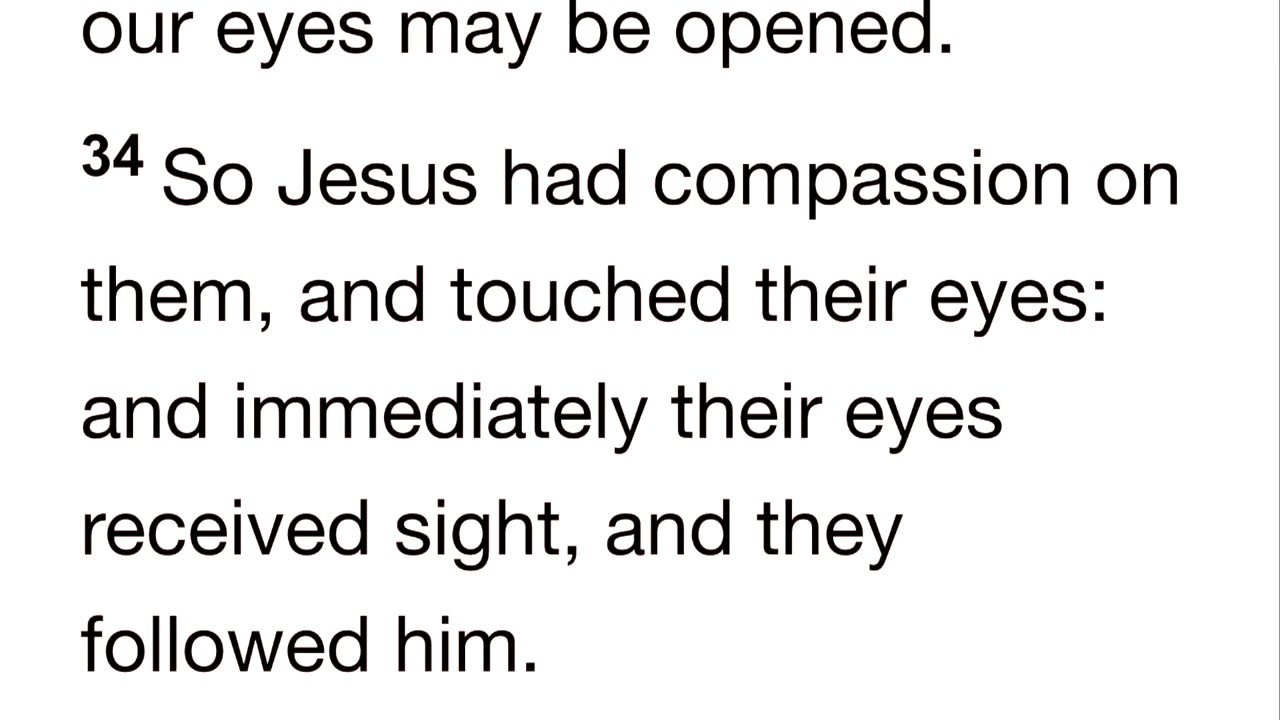 our eyes may be opened.
34 So Jesus had compassion on
them, and touched their eyes:
and immediately their eyes
received sight, and they
followed him.